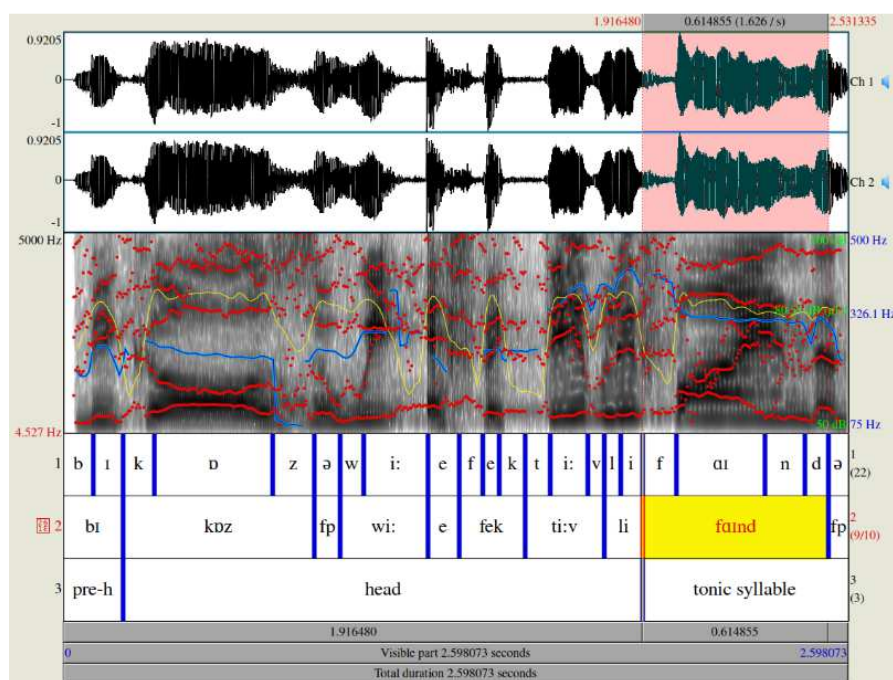 1.916480 0.614855 (1.626 / s) 2.531335
0.9205
0
-1
Ch 1
0.9205
0
-1
Ch 2
5000 Hz 500 Hz
326.1 Hz
4.527 Hz 50 dB 75 Hz
1 b ɪ k ɒ z ə w i: e f e k t i: v l i f ɑɪ n d ə 1
(22)
2 bɪ kɒz fp wi: e fek ti:v li fɑɪnd fp 2
(9/10)
3 pre-h head tonic syllable 3
(3)
1.916480 0.614855
0 Visible part 2.598073 seconds 2.598073
Total duration 2.598073 seconds